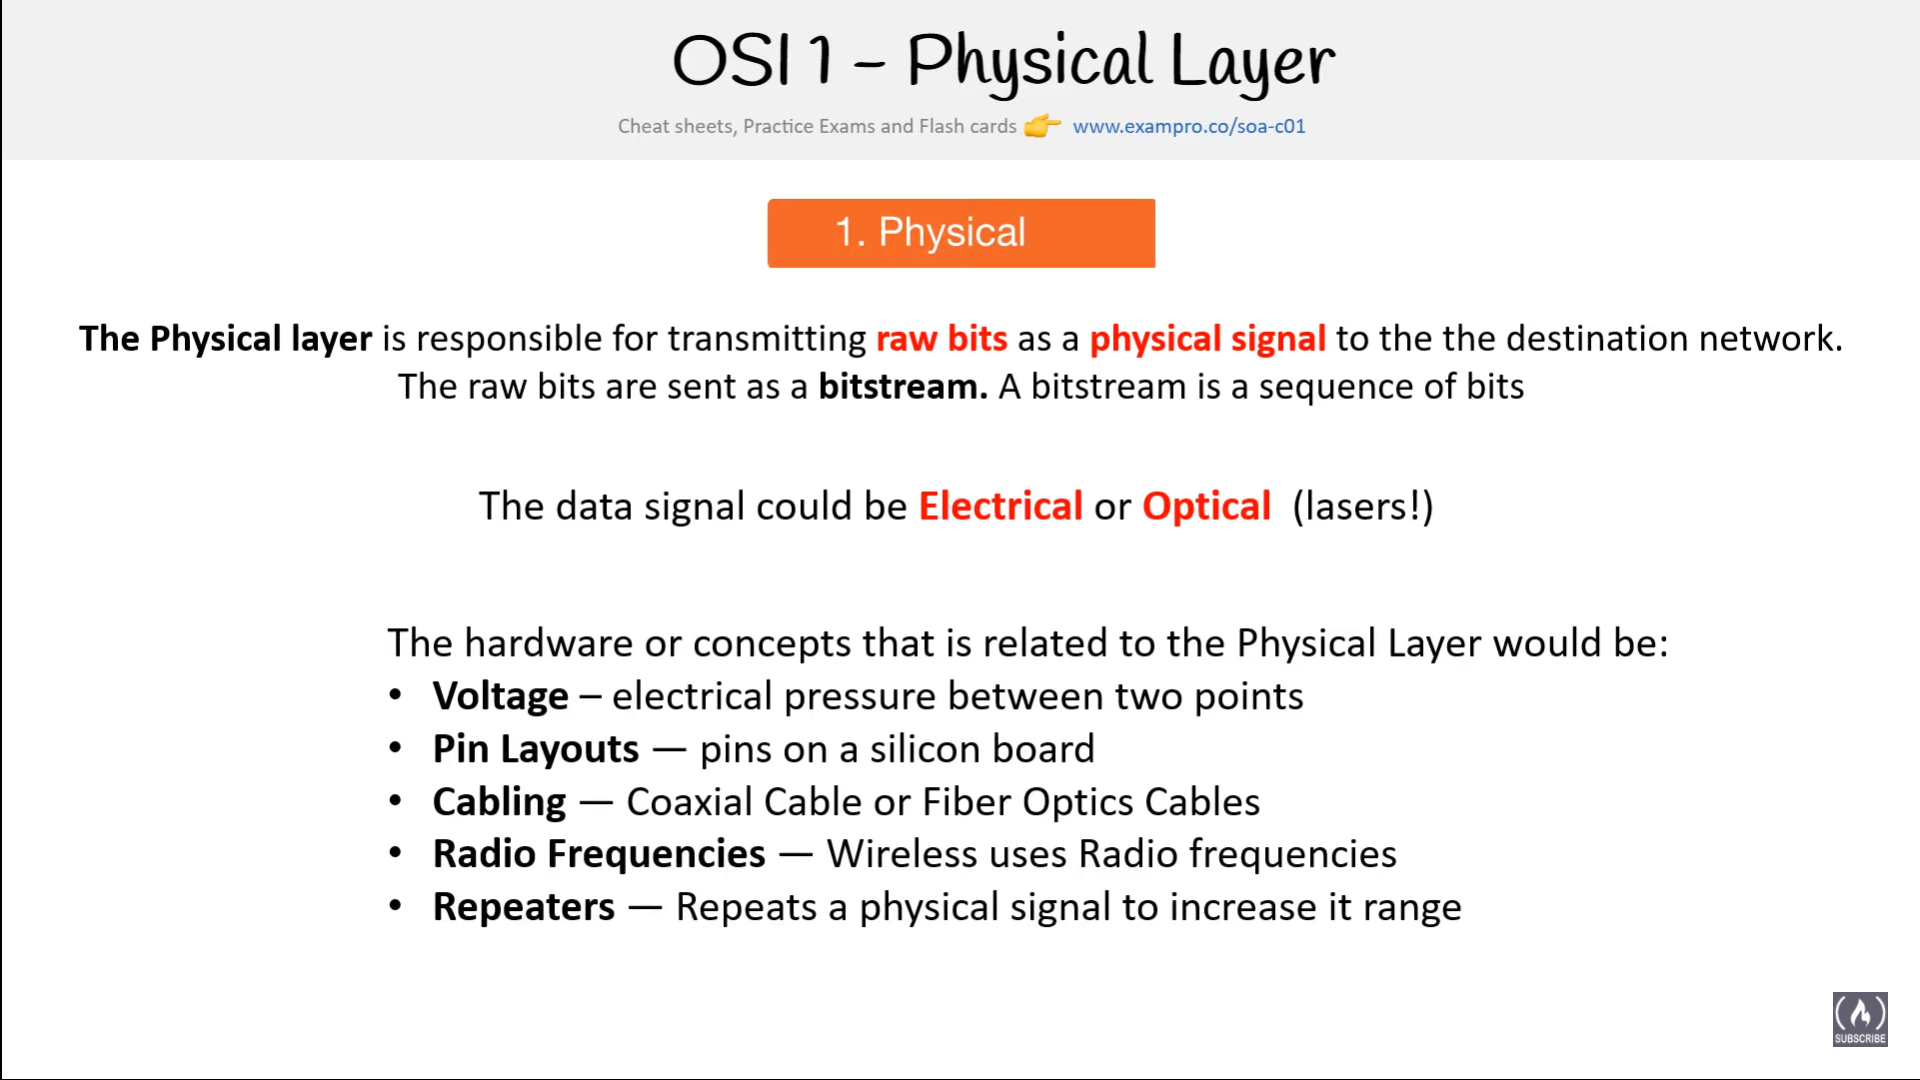 OSI 1 – Physical Layer
Cheat sheets, Practice Exams and Flash cards 👉 www.exampro.co/soa-c01
1. Physical
The Physical layer is responsible for transmitting raw bits as a physical signal to the the destination network.
The raw bits are sent as a bitstream. A bitstream is a sequence of bits
The data signal could be Electrical or Optical (lasers!)
The hardware or concepts that is related to the Physical Layer would be:
• Voltage – electrical pressure between two points
• Pin Layouts — pins on a silicon board
• Cabling — Coaxial Cable or Fiber Optics Cables
• Radio Frequencies — Wireless uses Radio frequencies
• Repeaters — Repeats a physical signal to increase it range
SUBSCRIBE